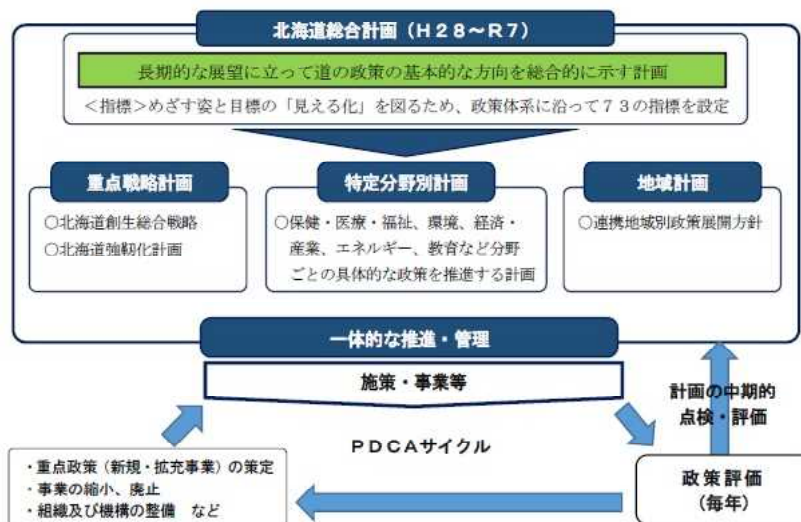 北海道総合計画（Ｈ２８～Ｒ７）
長期的な展望に立って道の政策の基本的な方向を総合的に示す計画
＜指標＞めざす姿と目標の「見える化」を図るため、政策体系に沿って７３の指標を設定
重点戦略計画
○北海道創生総合戦略
○北海道強靱化計画
特定分野別計画
○保健・医療・福祉、環境、経済・
産業、エネルギー、教育など分野
ごとの具体的な政策を推進する計画
地域計画
○連携地域別政策展開方針
一体的な推進・管理
施策・事業等
計画の中期的
点検・評価
ＰＤＣＡサイクル
・重点政策（新規・拡充事業）の策定
・事業の縮小、廃止
・組織及び機構の整備　など
政策評価
（毎年）